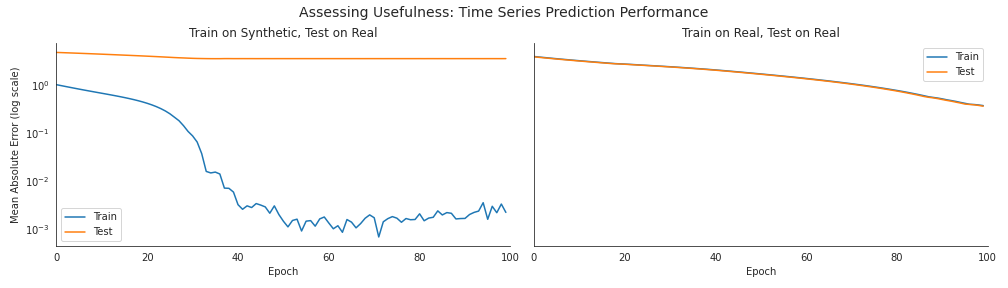 Assessing Usefulness: Time Series Prediction Performance
Train on Synthetic, Test on Real
Mean Absolute Error (log scale)
10⁰
10⁻¹
10⁻²
10⁻³
Train
Test
0 20 40 60 80 100
Epoch
Train on Real, Test on Real
Train
Test
0 20 40 60 80 100
Epoch